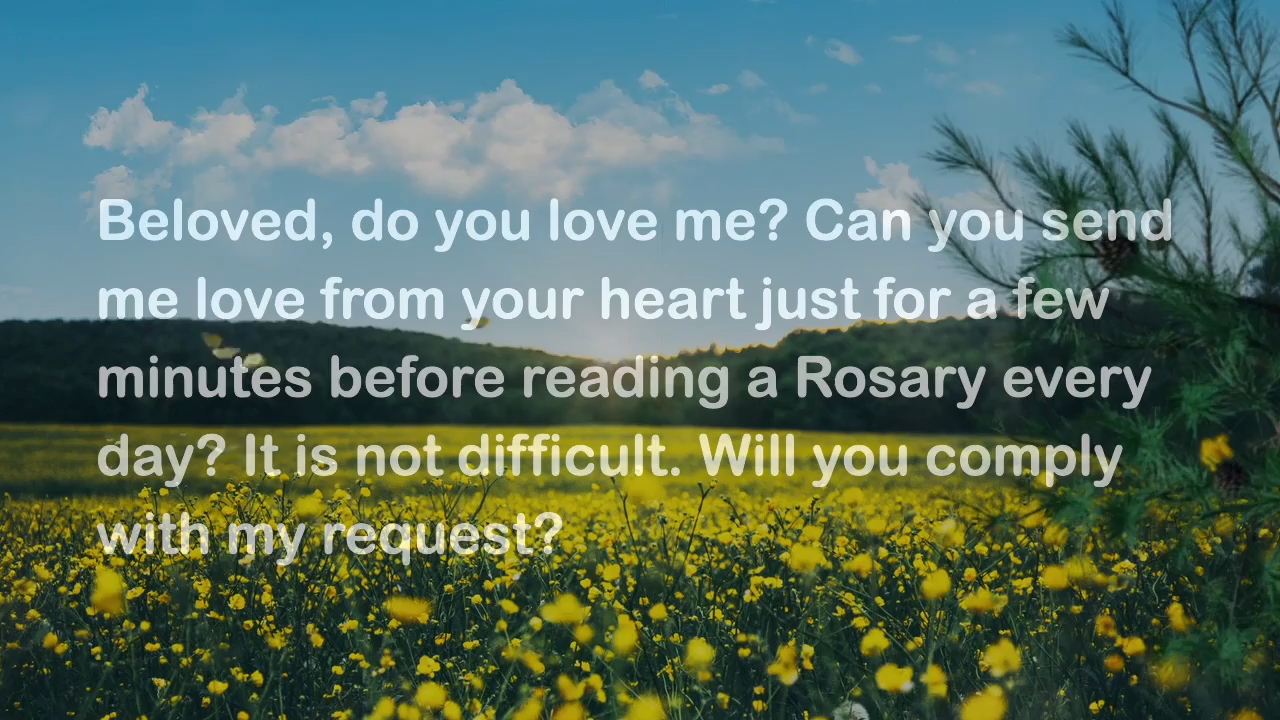 Beloved, do you love me? Can you send
me love from your heart just for a few
minutes before reading a Rosary every
day? It is not difficult. Will you comply
with my request?